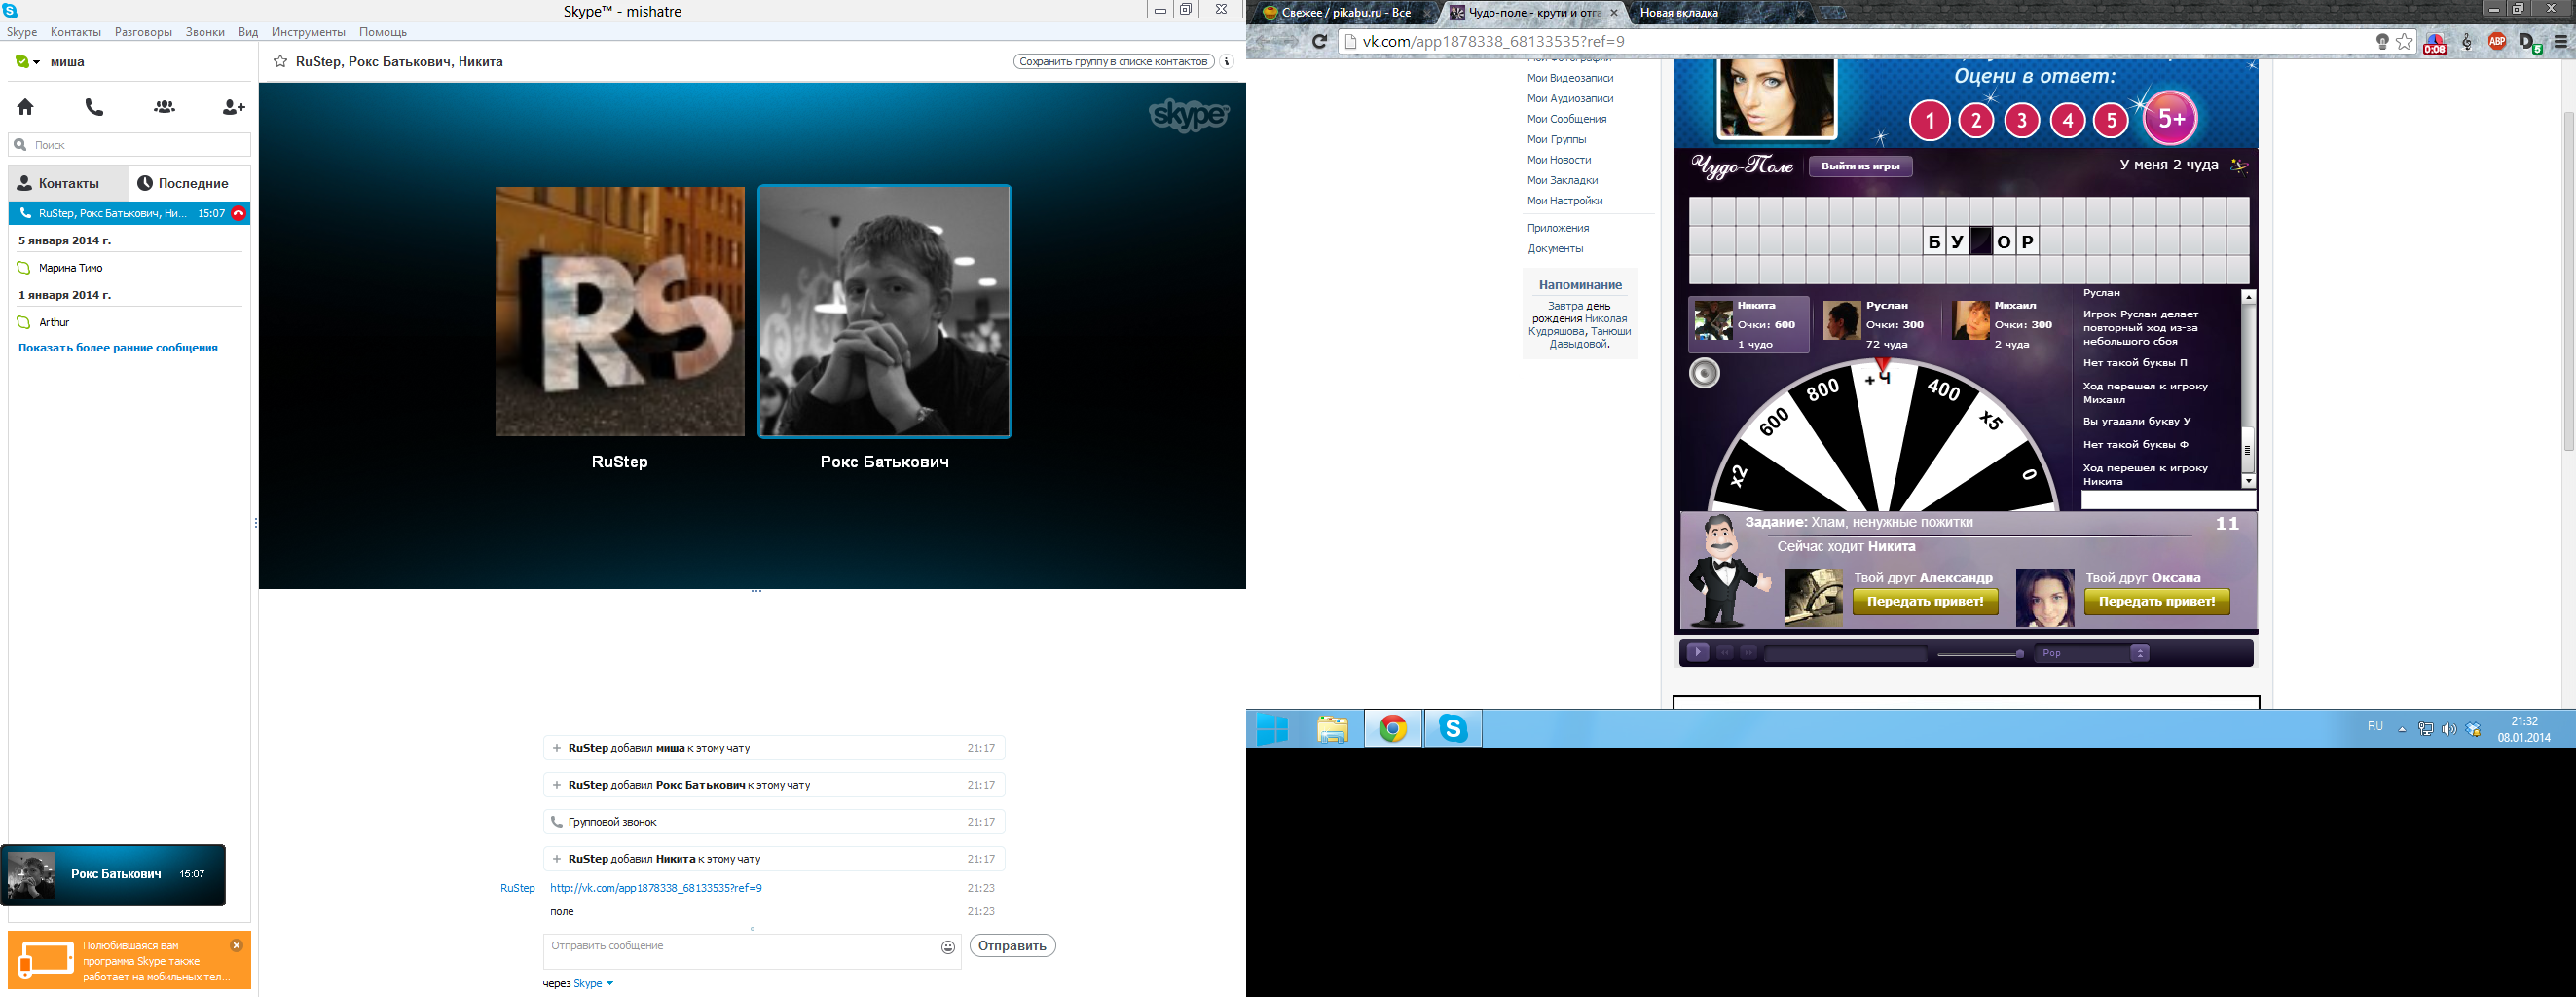 Skype™ - mishatre
Skype Контакты Разговоры Звонки Вид Инструменты Помощь
миша
Поиск
Контакты
Последние
RuStep, Рокс Батькович, Ни... 15:07
5 января 2014 г.
Марина Тимо
1 января 2014 г.
Arthur
Показать более ранние сообщения
Рокс Батькович 15:07
Полюбившаяся вам
программа Skype также
работает на мобильных тел...
RuStep, Рокс Батькович, Никита
Сохранить группу в списке контактов
skype
RS
RuStep
Рокс Батькович
RuStep добавил миша к этому чату 21:17
RuStep добавил Рокс Батькович к этому чату 21:17
Групповой звонок 21:17
RuStep добавил Никита к этому чату 21:17
RuStep http://vk.com/app1878338_68133535?ref=9 21:23
поле 21:23
Отправить сообщение
Отправить
через Skype
Свежее / pikabu.ru - Все
Чудо-поле - крути и отга
Новая вкладка
vk.com/app1878338_68133535?ref=9
0:08
ABP
D
5
Мои Фотографии
Мои Видеозаписи
Мои Аудиозаписи
Мои Сообщения
Мои Группы
Мои Новости
Мои Закладки
Мои Настройки
Приложения
Документы
Напоминание
Завтра день
рождения Николая
Кудряшова, Танюши
Давыдовой.
Оцени в ответ:
1 2 3 4 5 5+
Чудо-Поле
Выйти из игры
У меня 2 чуда
Б У О Р
Никита
Очки: 600
1 чудо
Руслан
Очки: 300
72 чуда
Михаил
Очки: 300
2 чуда
x2 600 800 +Ч 400 x5 0
Руслан
Игрок Руслан делает
повторный ход из-за
небольшого сбоя
Нет такой буквы П
Ход перешел к игроку
Михаил
Вы угадали букву У
Нет такой буквы Ф
Ход перешел к игроку
Никита
Задание: Хлам, ненужные пожитки
11
Сейчас ходит Никита
Твой друг Александр
Передать привет!
Твой друг Оксана
Передать привет!
Pop
RU
21:32
08.01.2014